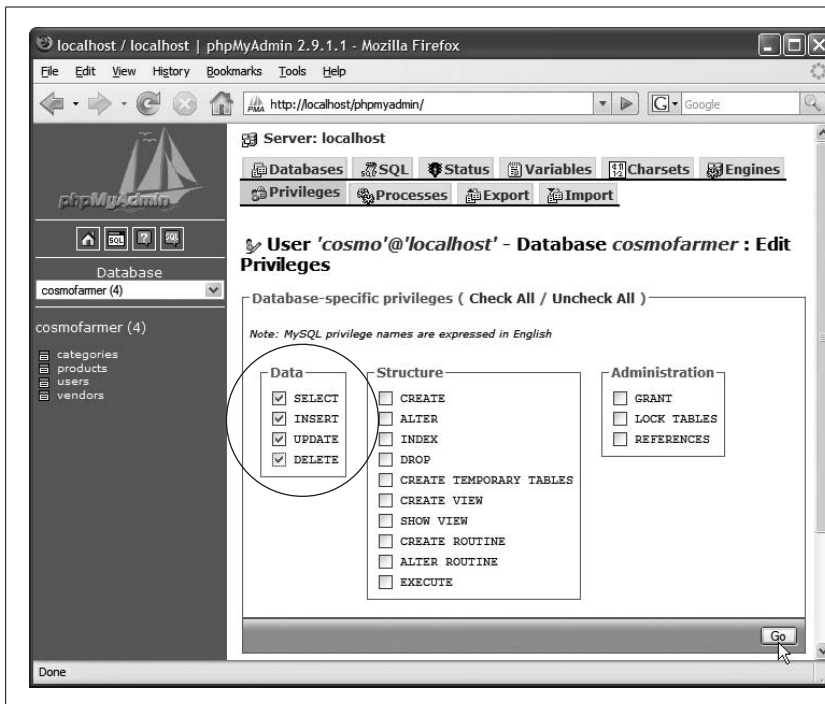 localhost / localhost | phpMyAdmin 2.9.1.1 - Mozilla Firefox
File Edit View History Bookmarks Tools Help
PMA http://localhost/phpmyadmin/ G Google
phpMyAdmin
SQL
Database
cosmofarmer (4)
cosmofarmer (4)
categories
products
users
vendors
Server: localhost
Databases SQL Status Variables Charsets Engines
Privileges Processes Export Import
User 'cosmo'@'localhost' - Database cosmofarmer : Edit
Privileges
Database-specific privileges ( Check All / Uncheck All )
Note: MySQL privilege names are expressed in English
Data
SELECT
INSERT
UPDATE
DELETE
Structure
CREATE
ALTER
INDEX
DROP
CREATE TEMPORARY TABLES
CREATE VIEW
SHOW VIEW
CREATE ROUTINE
ALTER ROUTINE
EXECUTE
Administration
GRANT
LOCK TABLES
REFERENCES
Go
Done